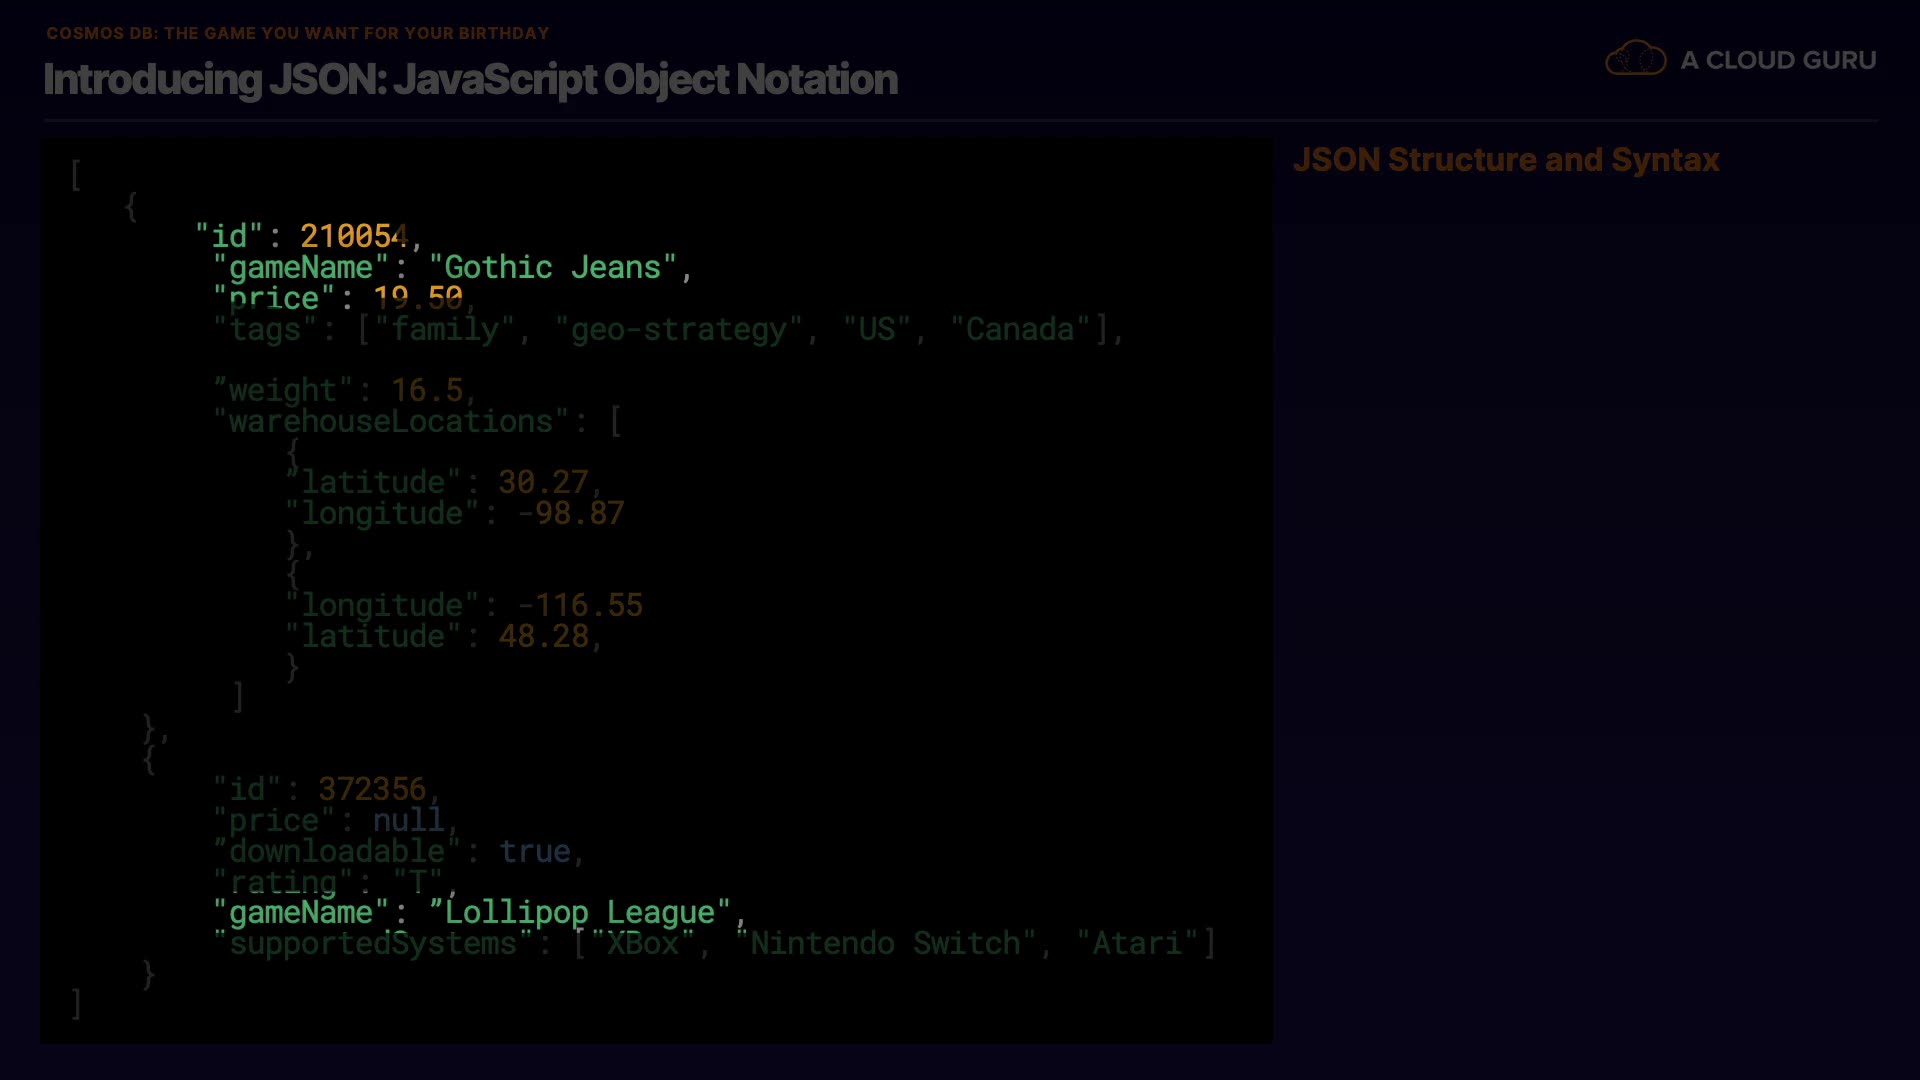 COSMOS DB: THE GAME YOU WANT FOR YOUR BIRTHDAY
Introducing JSON: JavaScript Object Notation
A CLOUD GURU
[
{
"id": 210054,
"gameName": "Gothic Jeans",
"price": 19.50,
"tags": ["family", "geo-strategy", "US", "Canada"],
”weight": 16.5,
"warehouseLocations": [
{
”latitude": 30.27,
"longitude": -98.87
},
{
"longitude": -116.55
"latitude": 48.28,
}
]
},
{
"id": 372356,
"price": null,
”downloadable": true,
"rating": "T",
"gameName": ”Lollipop League",
"supportedSystems": ["XBox", "Nintendo Switch", "Atari"]
}
]
JSON Structure and Syntax